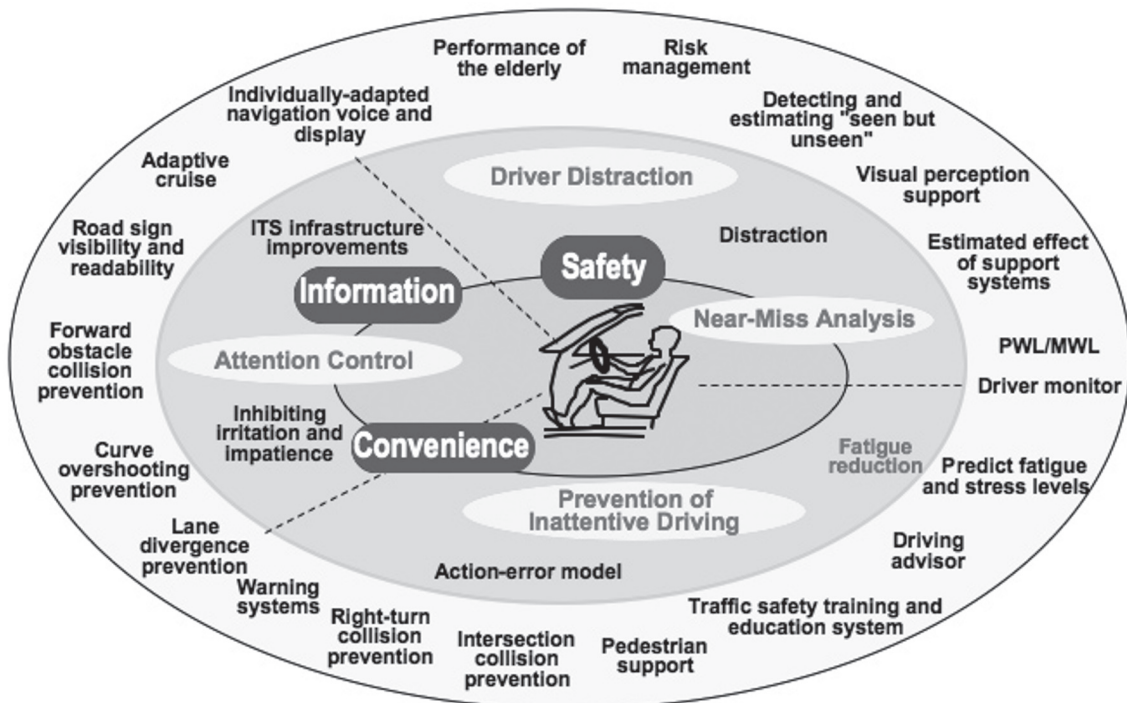 Performance of
the elderly
Risk
management
Individually-adapted
navigation voice and
display
Detecting and
estimating "seen but
unseen"
Adaptive
cruise
Driver Distraction
Visual perception
support
Road sign
visibility and
readability
ITS infrastructure
improvements
Distraction
Estimated effect
of support
systems
Safety
Information
Near-Miss Analysis
Forward
obstacle
collision
prevention
Attention Control
PWL/MWL
Driver monitor
Inhibiting
irritation and
impatience
Convenience
Curve
overshooting
prevention
Fatigue
reduction
Predict fatigue
and stress levels
Prevention of
Inattentive Driving
Lane
divergence
prevention
Driving
advisor
Action-error model
Warning
systems
Right-turn
collision
prevention
Intersection
collision
prevention
Pedestrian
support
Traffic safety training and
education system